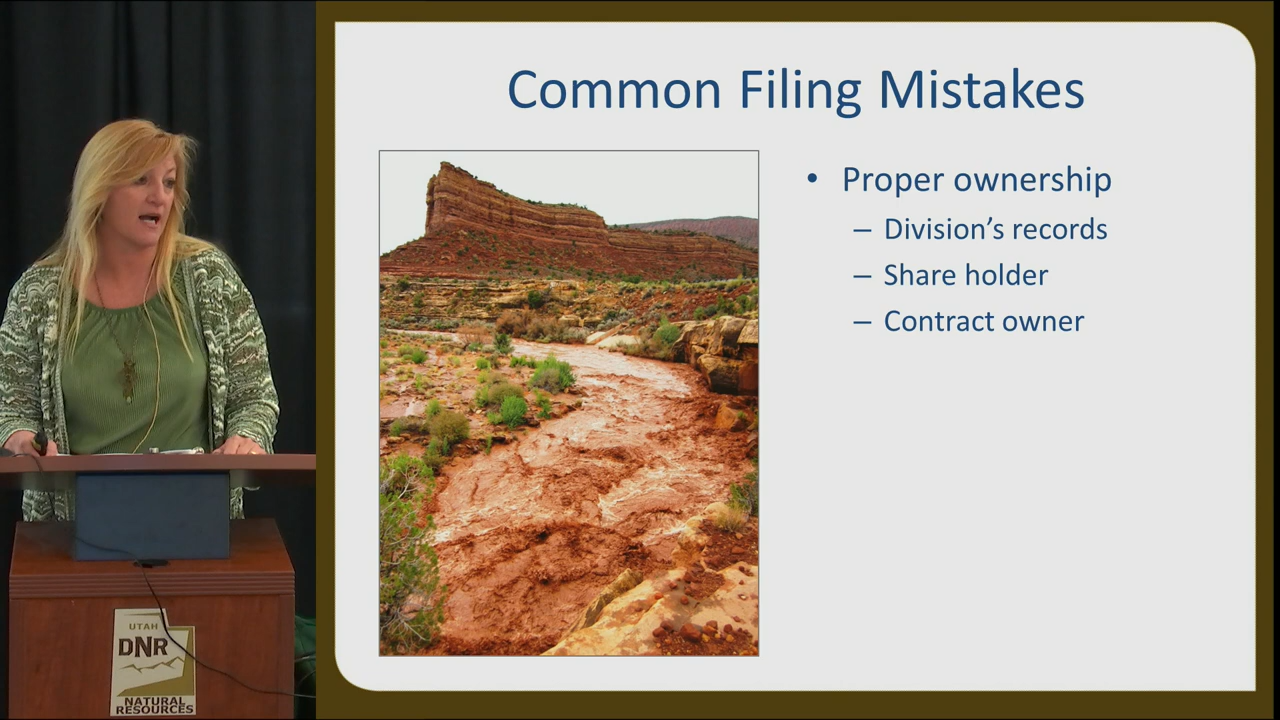 Common Filing Mistakes
• Proper ownership
– Division's records
– Share holder
– Contract owner
UTAH
DNR
NATURAL
RESOURCES